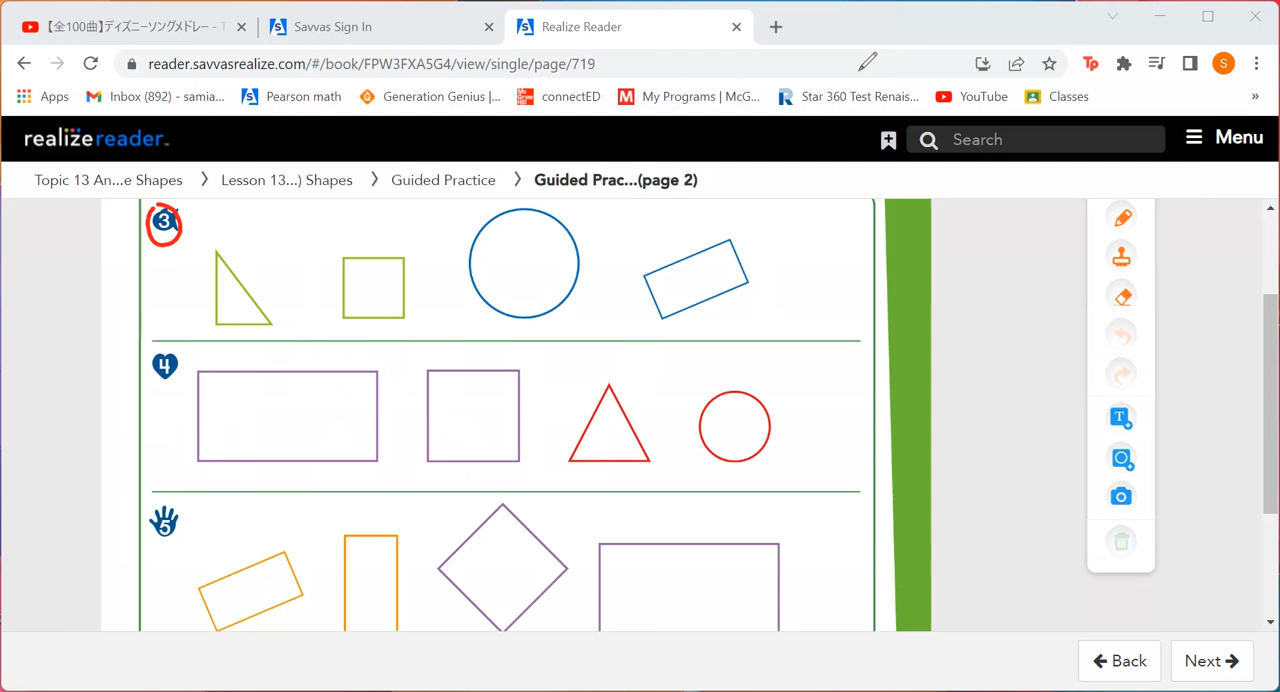 【全100曲】ディズニーソングメドレー - T
Savvas Sign In
Realize Reader
reader.savvasrealize.com/#/book/FPW3FXA5G4/view/single/page/719
Tp
S
Apps
Inbox (892) - samia...
Pearson math
Generation Genius |...
connectED
My Programs | McG...
Star 360 Test Renais...
YouTube
Classes
»
realizereader™
Search
Menu
Topic 13 An...e Shapes
Lesson 13...) Shapes
Guided Practice
Guided Prac...(page 2)
3
4
5
T
Back
Next